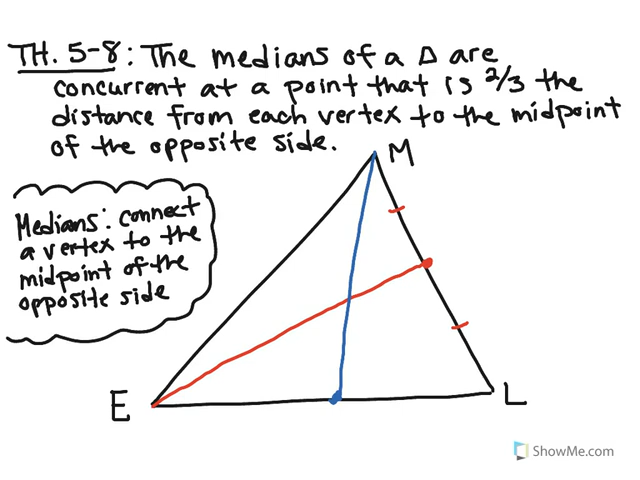 TH. 5-8: The medians of a Δ are
concurrent at a point that is 2/3 the
distance from each vertex to the midpoint
of the opposite side.
Medians: connect
a vertex to the
midpoint of the
opposite side
M
E
L
ShowMe.com